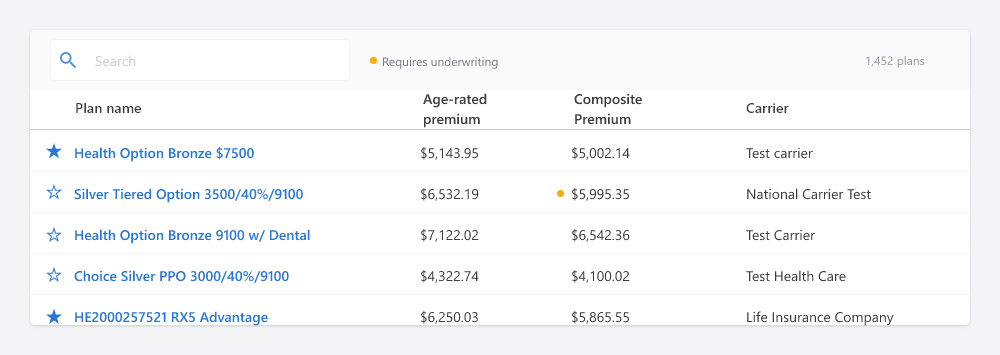 Search
Requires underwriting
1,452 plans
Plan name
Age-rated
premium
Composite
Premium
Carrier
Health Option Bronze $7500 $5,143.95 $5,002.14 Test carrier
Silver Tiered Option 3500/40%/9100 $6,532.19 $5,995.35 National Carrier Test
Health Option Bronze 9100 w/ Dental $7,122.02 $6,542.36 Test Carrier
Choice Silver PPO 3000/40%/9100 $4,322.74 $4,100.02 Test Health Care
HE2000257521 RX5 Advantage $6,250.03 $5,865.55 Life Insurance Company